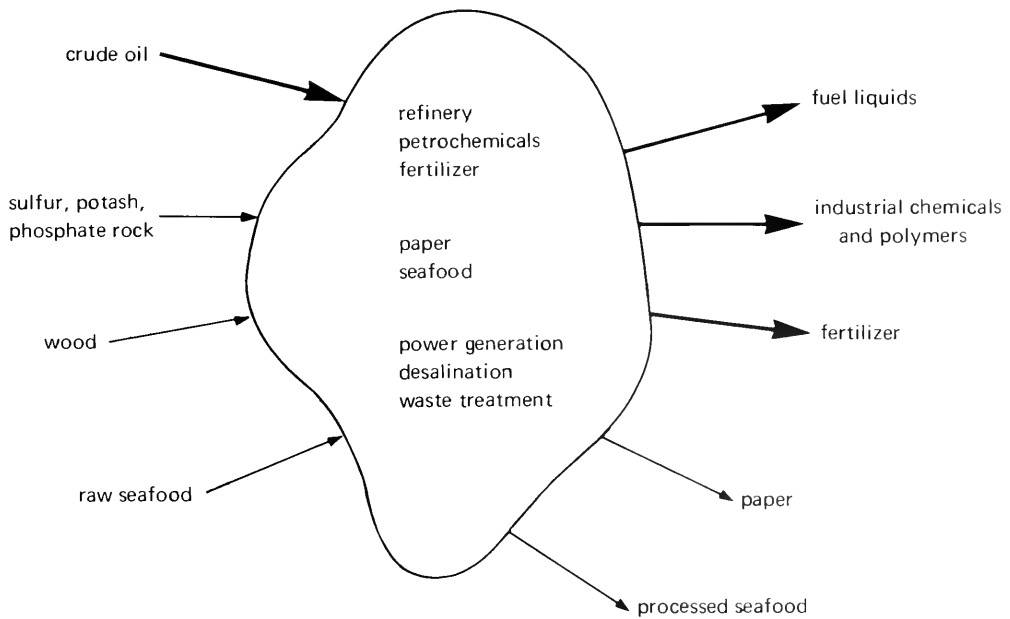 crude oil
sulfur, potash,
phosphate rock
wood
raw seafood
refinery
petrochemicals
fertilizer
paper
seafood
power generation
desalination
waste treatment
fuel liquids
industrial chemicals
and polymers
fertilizer
paper
processed seafood